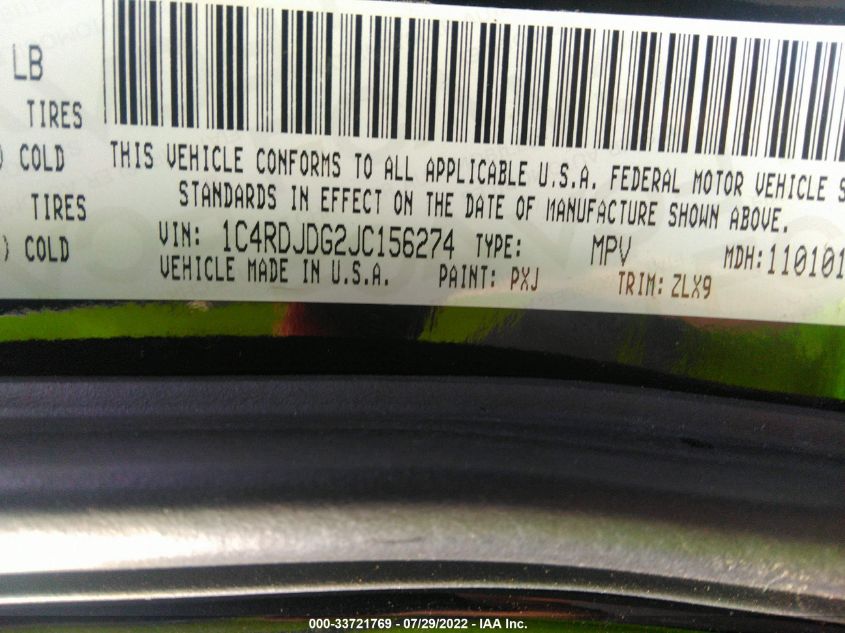 LB
TIRES
) COLD
TIRES
) COLD
THIS VEHICLE CONFORMS TO ALL APPLICABLE U.S.A. FEDERAL MOTOR VEHICLE S
STANDARDS IN EFFECT ON THE DATE OF MANUFACTURE SHOWN ABOVE.
VIN: 1C4RDJDG2JC156274 TYPE: MPV MDH:110101
VEHICLE MADE IN U.S.A. PAINT: PXJ TRIM: ZLX9
000-33721769 - 07/29/2022 - IAA Inc.